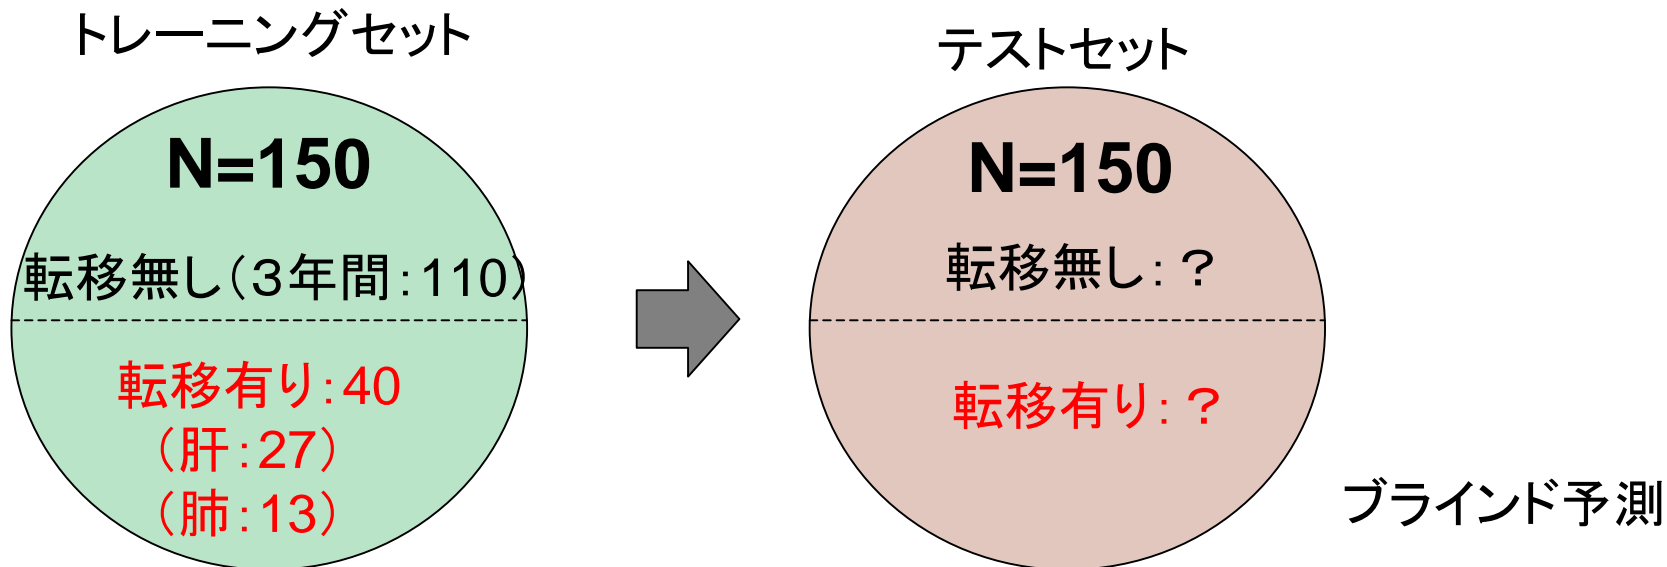 トレーニングセット
N=150
転移無し（３年間：110）
転移有り：40
（肝：27）
（肺：13）
テストセット
N=150
転移無し：？
転移有り：？
ブラインド予測